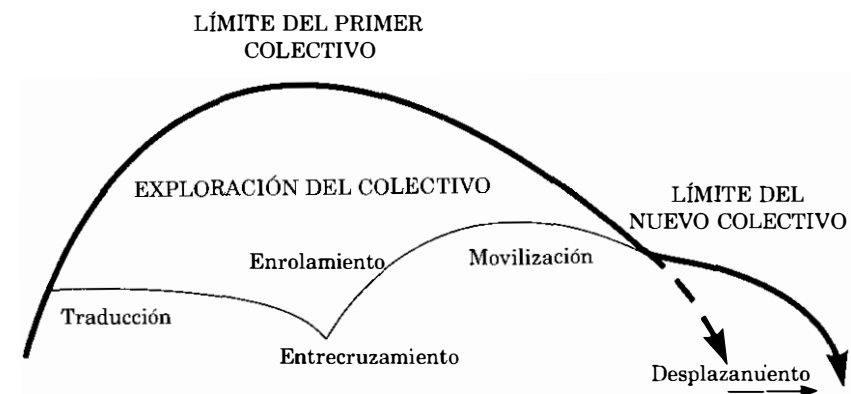 LÍMITE DEL PRIMER
COLECTIVO
EXPLORACIÓN DEL COLECTIVO
LÍMITE DEL
NUEVO COLECTIVO
Enrolamiento
Movilización
Traducción
Entrecruzamiento
Desplazanuento